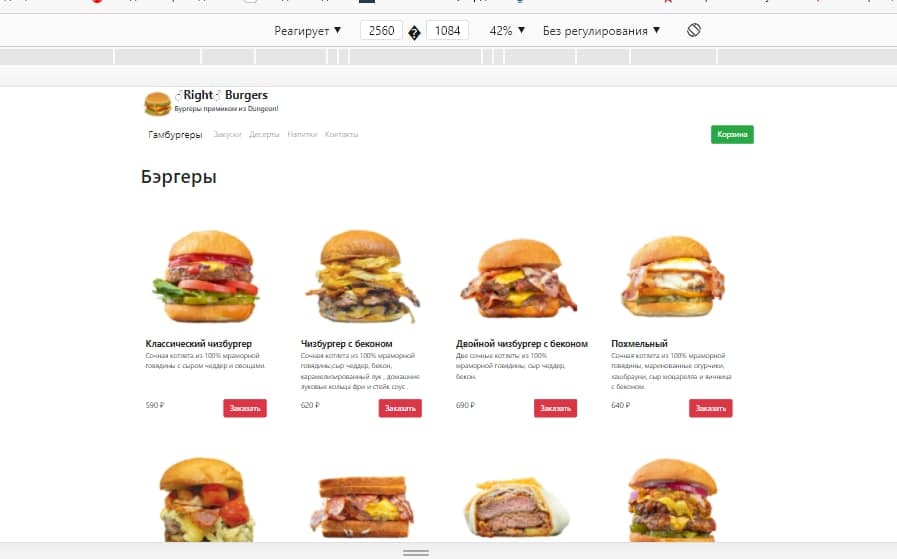 Реагирует ▼ 2560 � 1084 42% ▼ Без регулирования ▼
Right Burgers
Бургеры прямиком из Dungeon!
Гамбургеры Закуски Десерты Напитки Контакты Корзина
Бэргеры
Классический чизбургер
Сочная котлета из 100% мраморной
говядины с сыром чеддер и овощами.
590 ₽ Заказать
Чизбургер с беконом
Сочная котлета из 100% мраморной
говядины,сыр чеддер, бекон,
карамелизированный лук , домашние
луковые кольца фри и стейк соус .
620 ₽ Заказать
Двойной чизбургер с беконом
Две сочные котлеты из 100%
мраморной говядины, сыр чеддер,
бекон.
690 ₽ Заказать
Похмельный
Сочная котлета из 100% мраморной
говядины, маринованные огурчики,
хашбрауни, сыр моцарелла и яичница
с беконом.
640 ₽ Заказать